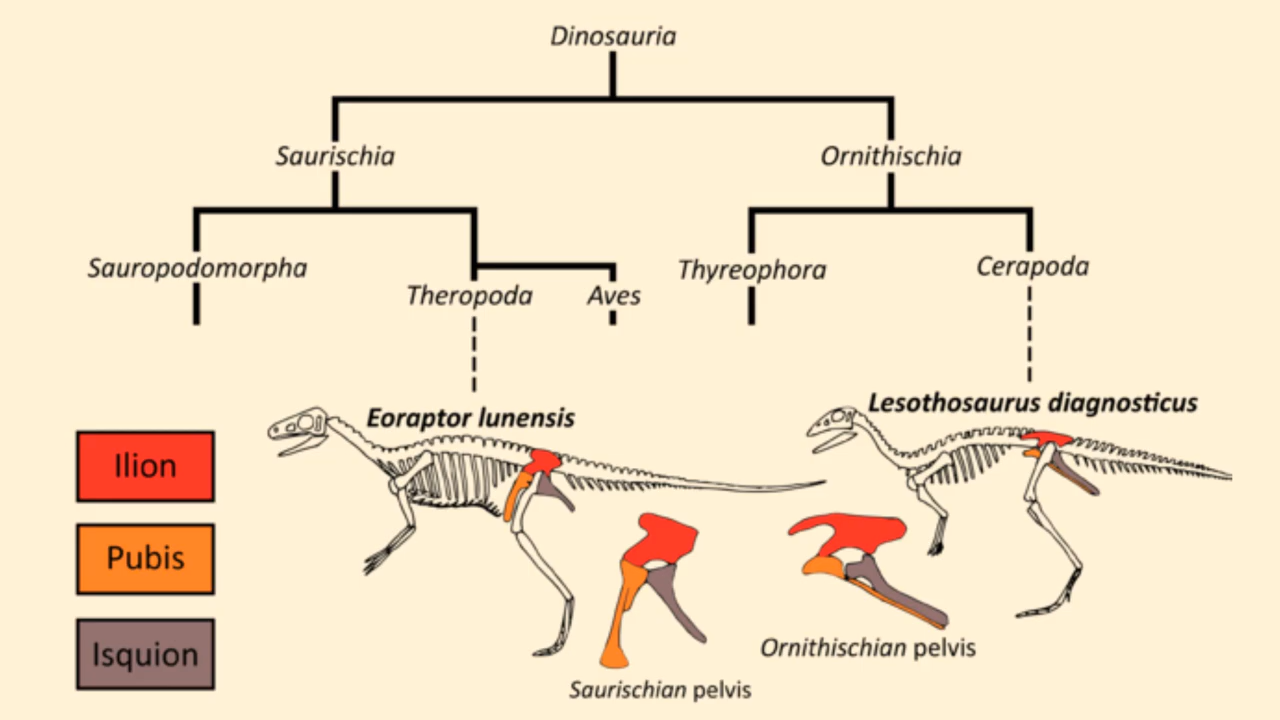 Dinosauria
Saurischia
Ornithischia
Sauropodomorpha
Theropoda
Aves
Thyreophora
Cerapoda
Eoraptor lunensis
Lesothosaurus diagnosticus
Ilion
Pubis
Isquion
Saurischian pelvis
Ornithischian pelvis